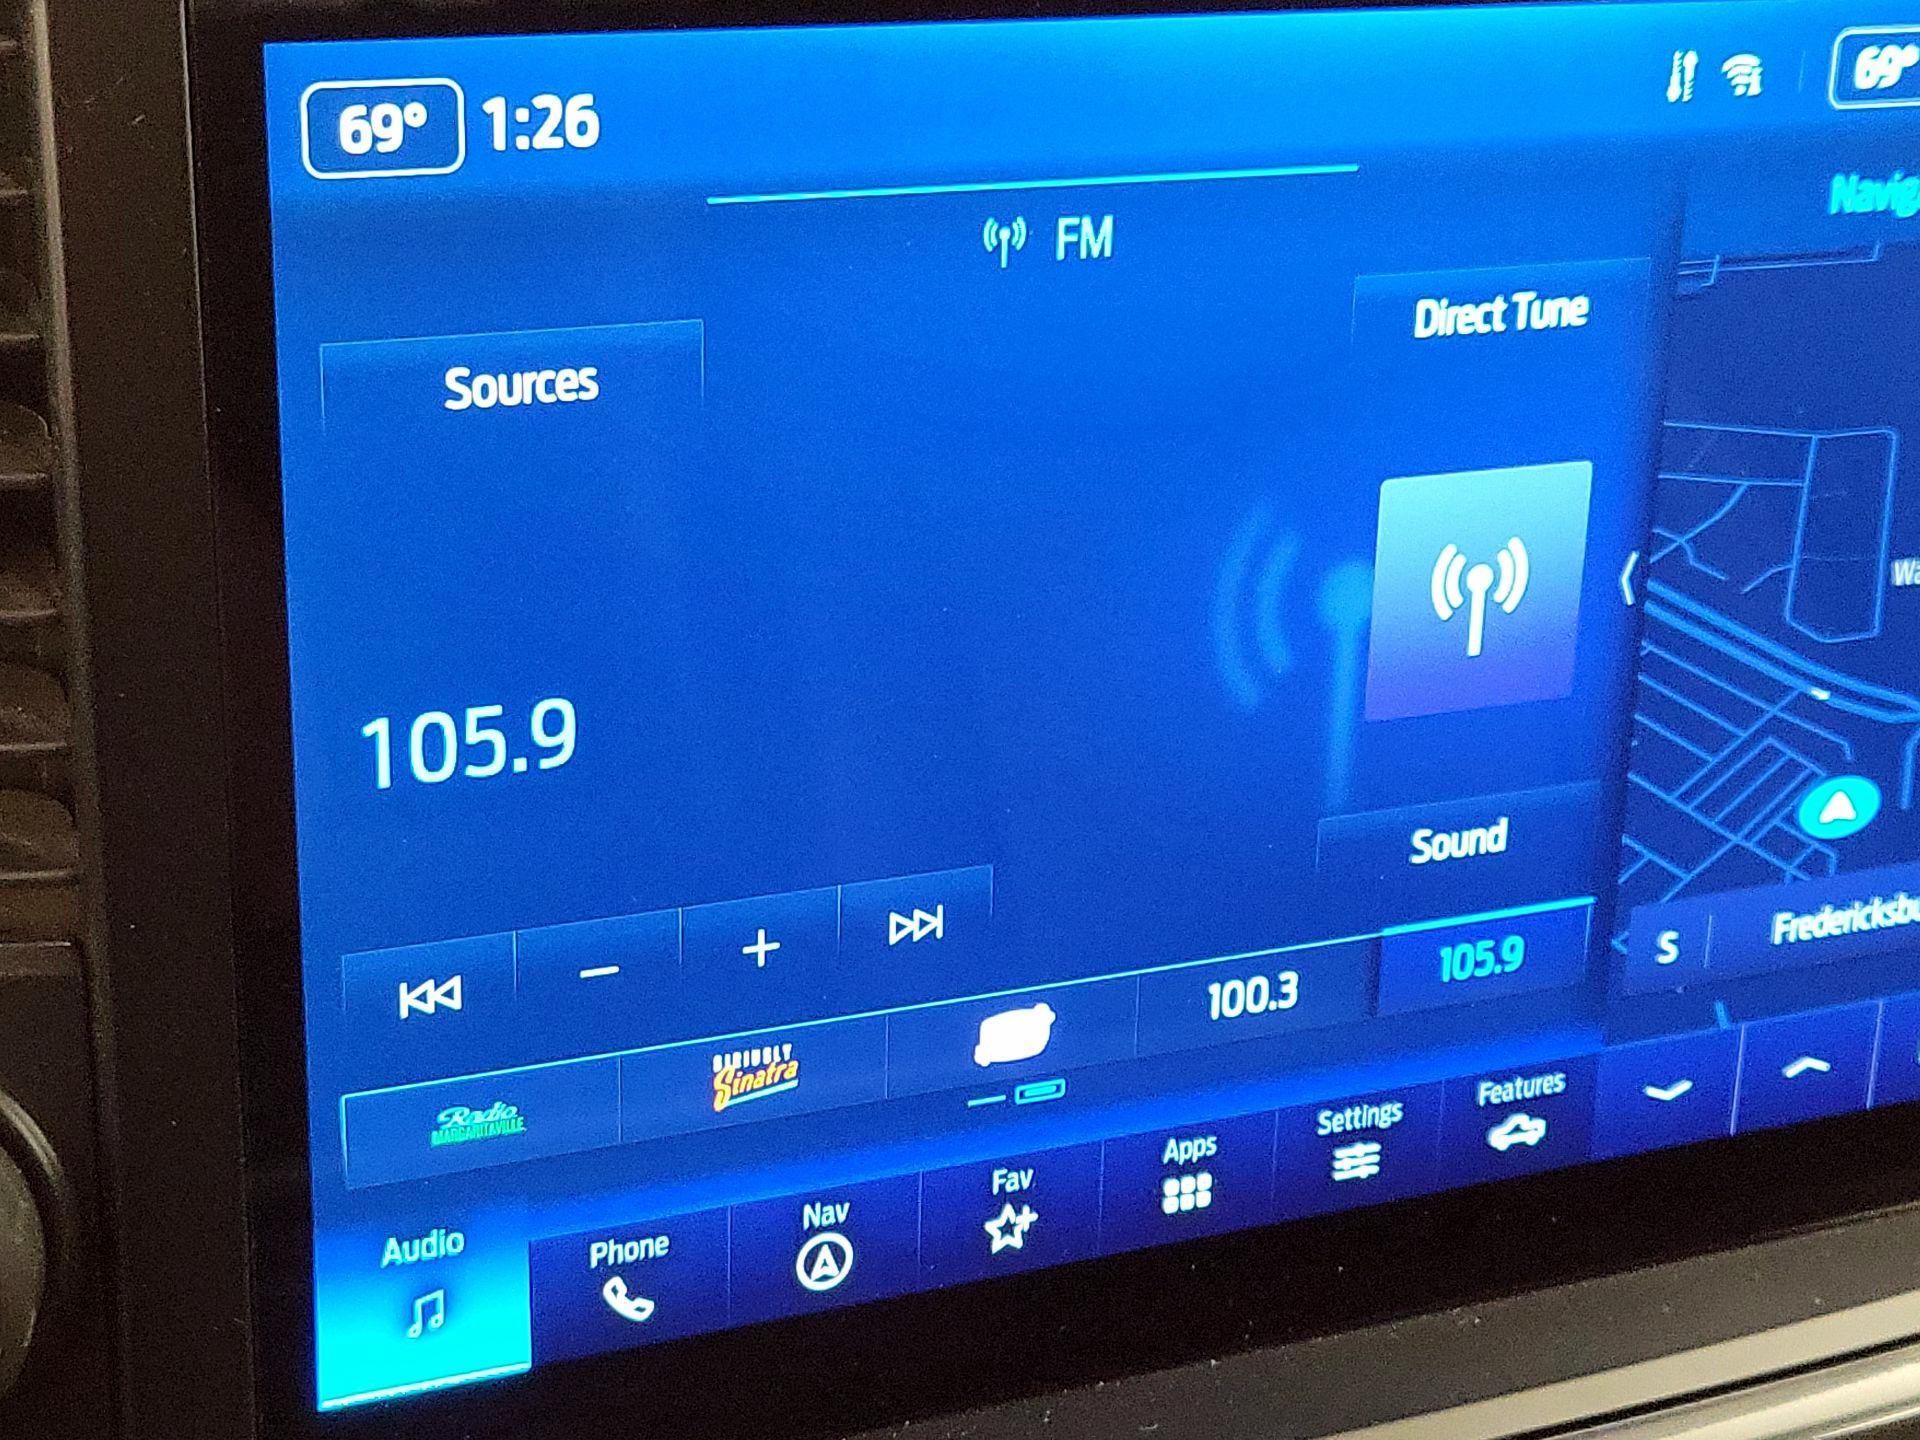 69° 1:26
69°
FM
Navig
Direct Tune
Sources
105.9
Sound
S Fredericksbu
Radio MARGARITAVILLE
SIRIUSLY Sinatra
100.3
105.9
Audio
Phone
Nav
Fav
Apps
Settings
Features